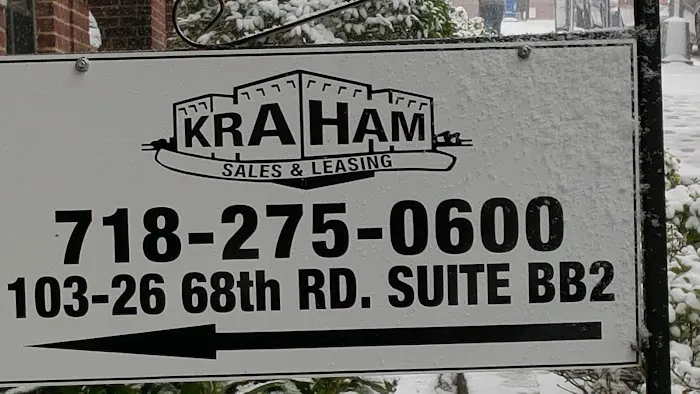 KRAHAM
SALES & LEASING
718-275-0600
103-26 68th RD. SUITE BB2